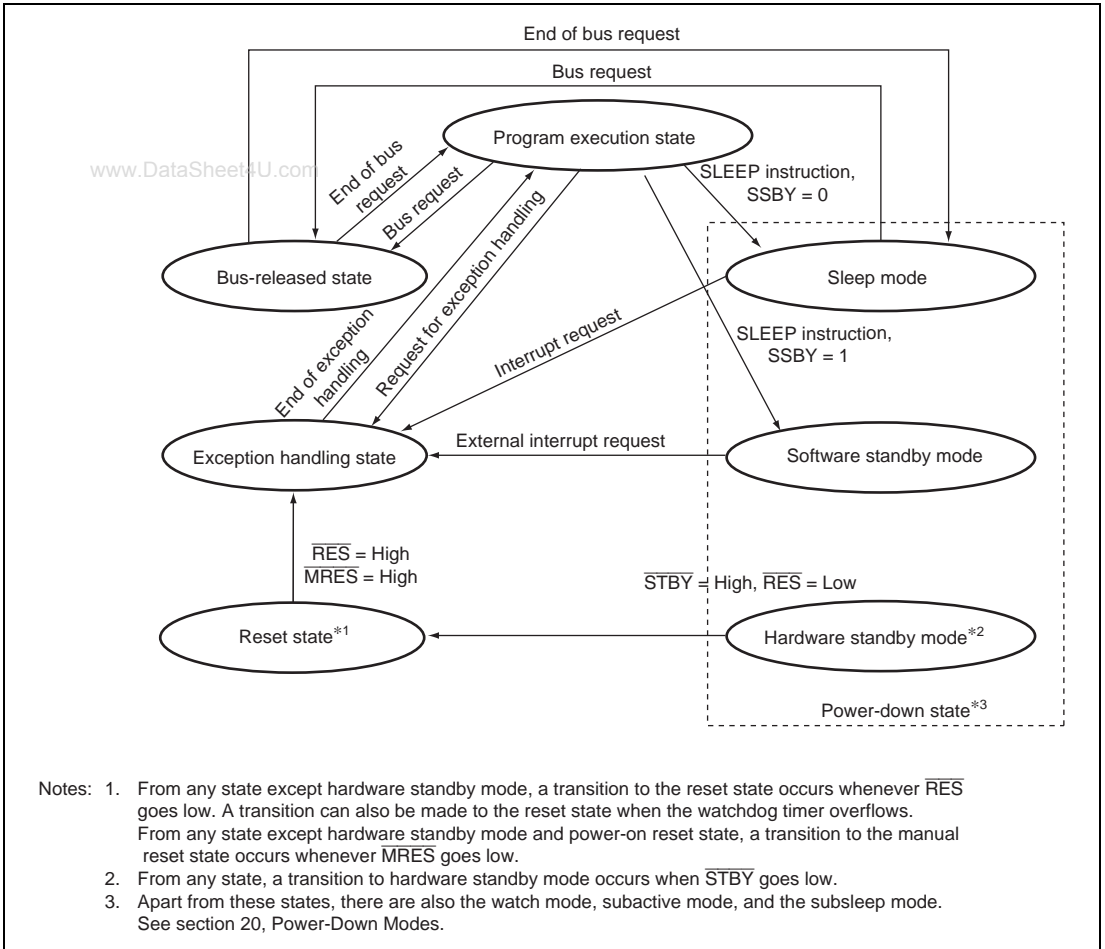 End of bus request
Bus request
Program execution state
www.DataSheet4U.com
End of bus
request
Bus request
SLEEP instruction,
SSBY = 0
Request for exception handling
Bus-released state
Sleep mode
End of exception
handling
Interrupt request
SLEEP instruction,
SSBY = 1
Exception handling state
External interrupt request
Software standby mode
R̅E̅S̅ = High
M̅R̅E̅S̅ = High
S̅T̅B̅Y̅ = High, R̅E̅S̅ = Low
Reset state*1
Hardware standby mode*2
Power-down state*3
Notes: 1. From any state except hardware standby mode, a transition to the reset state occurs whenever R̅E̅S̅
goes low. A transition can also be made to the reset state when the watchdog timer overflows.
From any state except hardware standby mode and power-on reset state, a transition to the manual
reset state occurs whenever M̅R̅E̅S̅ goes low.
2. From any state, a transition to hardware standby mode occurs when S̅T̅B̅Y̅ goes low.
3. Apart from these states, there are also the watch mode, subactive mode, and the subsleep mode.
See section 20, Power-Down Modes.